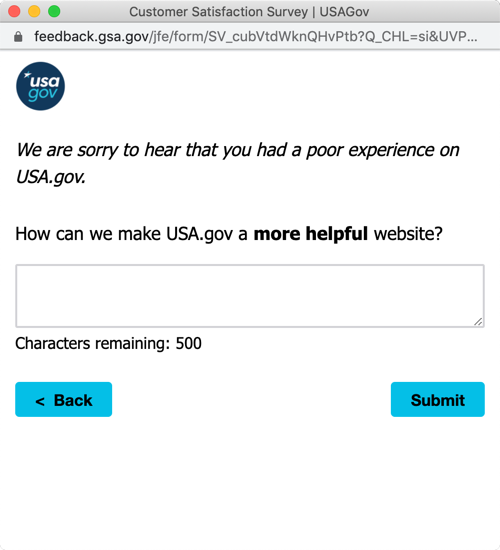 Customer Satisfaction Survey | USAGov
feedback.gsa.gov/jfe/form/SV_cubVtdWknQHvPtb?Q_CHL=si&UVP...
usa
gov
We are sorry to hear that you had a poor experience on
USA.gov.
How can we make USA.gov a more helpful website?
Characters remaining: 500
< Back
Submit